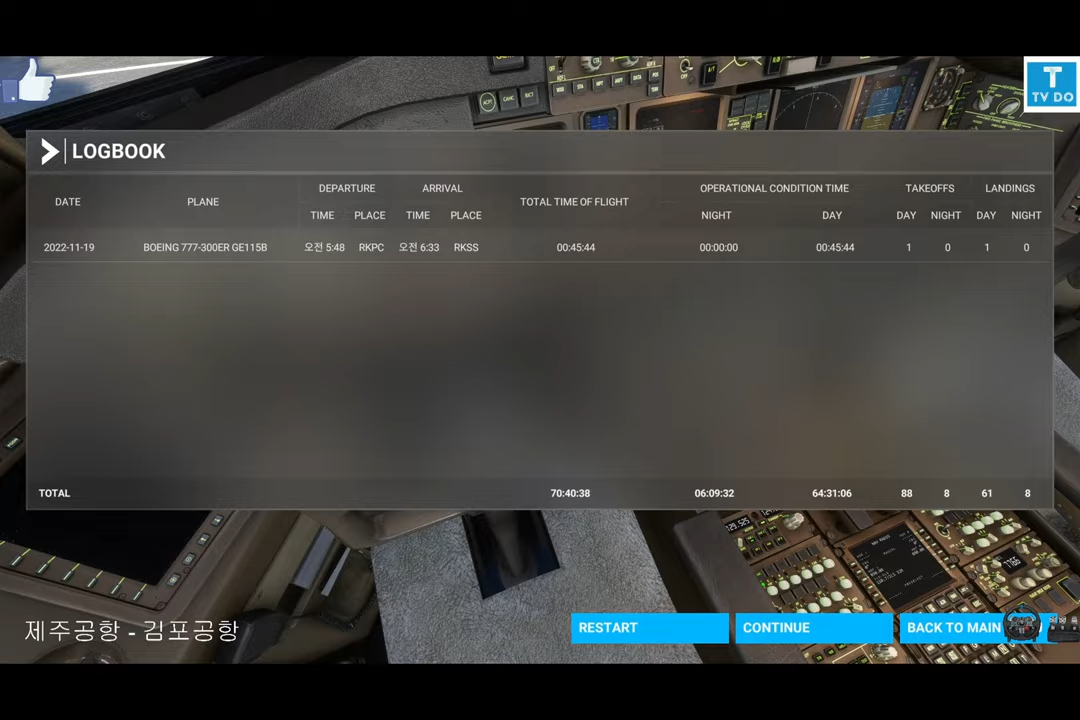 T
TV DO
LOGBOOK
DATE PLANE DEPARTURE ARRIVAL TOTAL TIME OF FLIGHT OPERATIONAL CONDITION TIME TAKEOFFS LANDINGS
TIME PLACE TIME PLACE NIGHT DAY DAY NIGHT DAY NIGHT
2022-11-19 BOEING 777-300ER GE115B 오전 5:48 RKPC 오전 6:33 RKSS 00:45:44 00:00:00 00:45:44 1 0 1 0
TOTAL 70:40:38 06:09:32 64:31:06 88 8 61 8
제주공항 - 김포공항
RESTART CONTINUE BACK TO MAIN